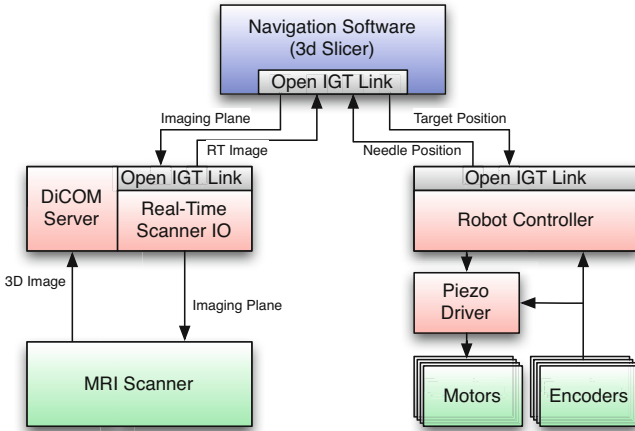 Navigation Software
(3d Slicer)
Open IGT Link
Imaging Plane
Target Position
RT Image
Needle Position
DiCOM
Server
Open IGT Link
Real-Time
Scanner IO
Open IGT Link
Robot Controller
3D Image
Imaging Plane
Piezo
Driver
MRI Scanner
Motors
Encoders